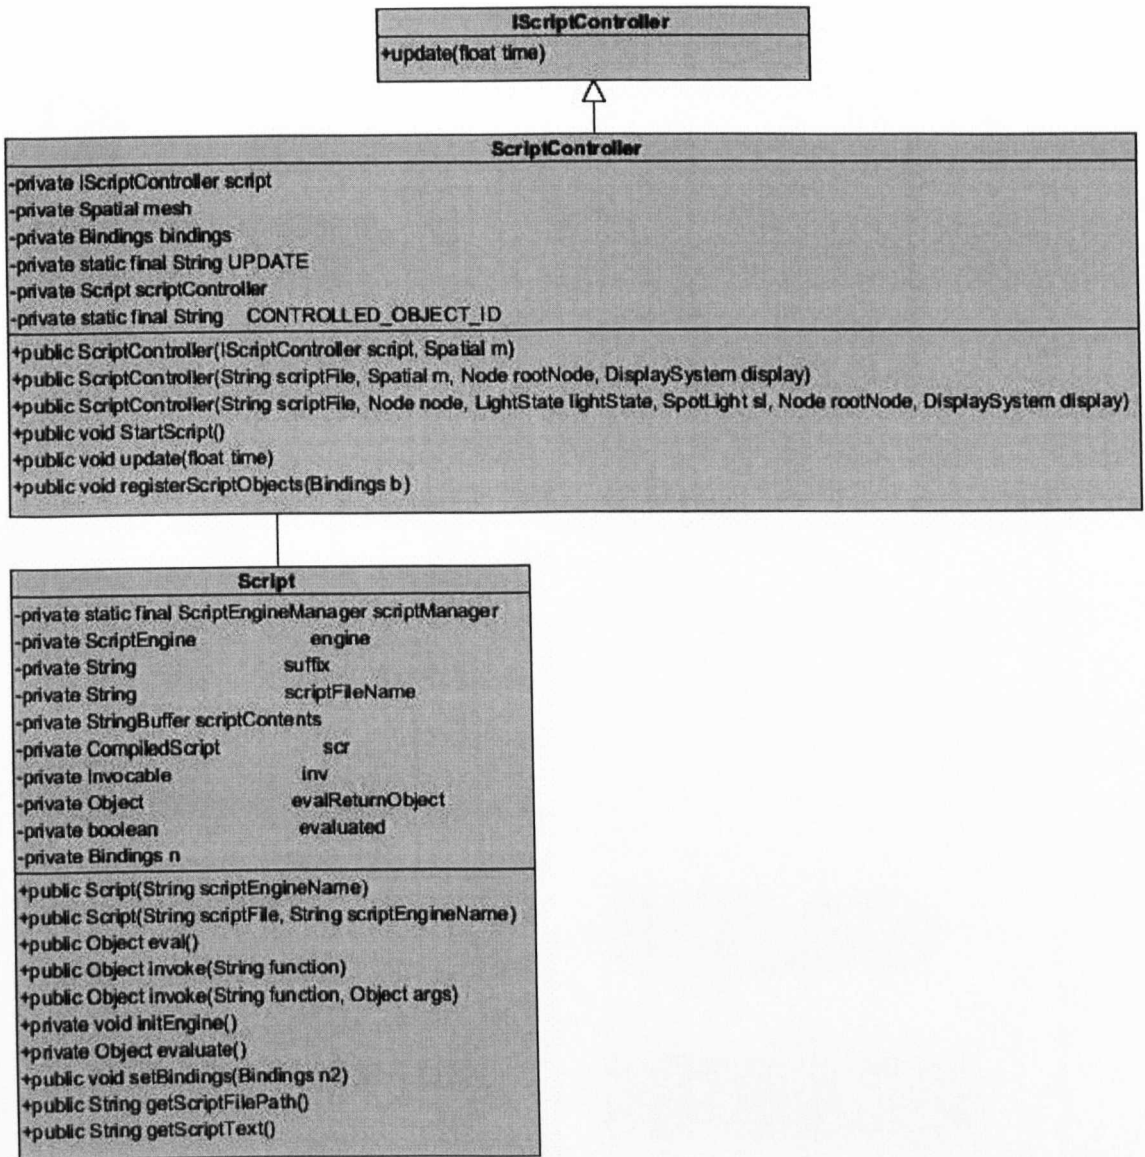 IScriptController
+update(float time)
ScriptController
-private IScriptController script
-private Spatial mesh
-private Bindings bindings
-private static final String UPDATE
-private Script scriptController
-private static final String CONTROLLED_OBJECT_ID
+public ScriptController(IScriptController script, Spatial m)
+public ScriptController(String scriptFile, Spatial m, Node rootNode, DisplaySystem display)
+public ScriptController(String scriptFile, Node node, LightState lightState, SpotLight sl, Node rootNode, DisplaySystem display)
+public void StartScript()
+public void update(float time)
+public void registerScriptObjects(Bindings b)
Script
-private static final ScriptEngineManager scriptManager
-private ScriptEngine engine
-private String suffix
-private String scriptFileName
-private StringBuffer scriptContents
-private CompiledScript scr
-private Invocable inv
-private Object evalReturnObject
-private boolean evaluated
-private Bindings n
+public Script(String scriptEngineName)
+public Script(String scriptFile, String scriptEngineName)
+public Object eval()
+public Object invoke(String function)
+public Object invoke(String function, Object args)
+private void initEngine()
+private Object evaluate()
+public void setBindings(Bindings n2)
+public String getScriptFilePath()
+public String getScriptText()